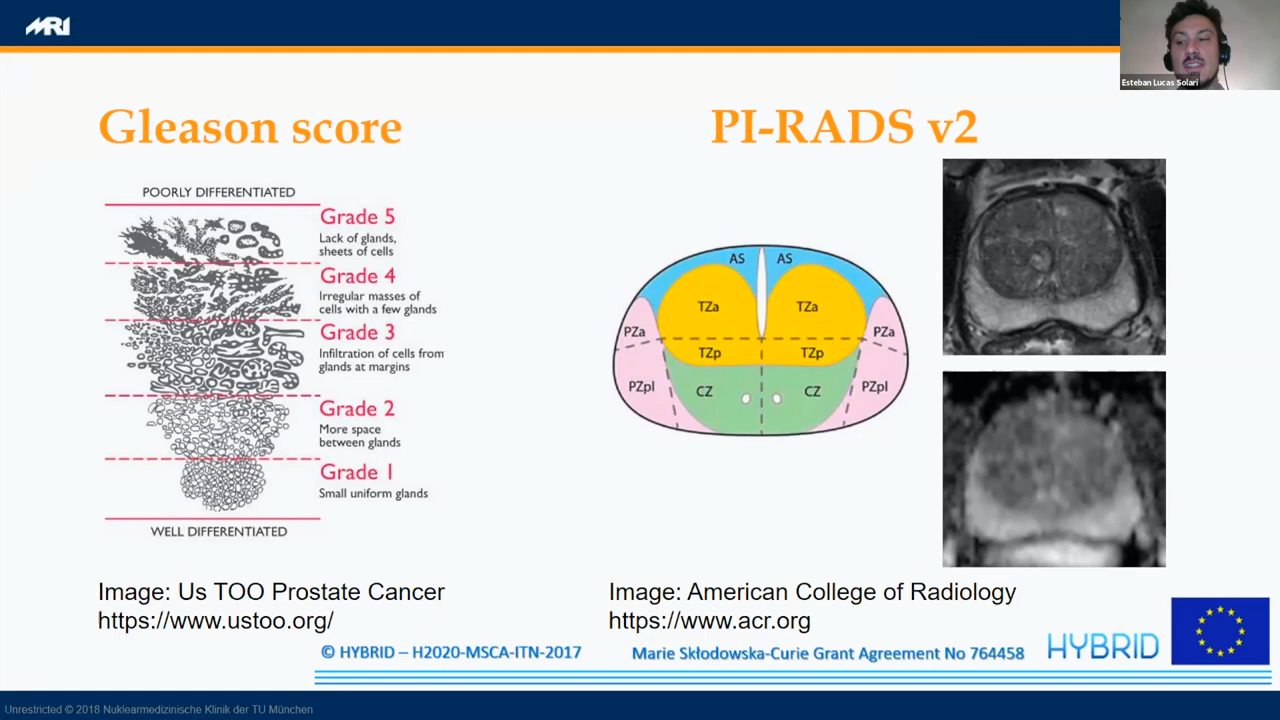 MRI
Esteban Lucas Solari
Gleason score
POORLY DIFFERENTIATED
Grade 5
Lack of glands,
sheets of cells
Grade 4
Irregular masses of
cells with a few glands
Grade 3
Infiltration of cells from
glands at margins
Grade 2
More space
between glands
Grade 1
Small uniform glands
WELL DIFFERENTIATED
Image: Us TOO Prostate Cancer
https://www.ustoo.org/
PI-RADS v2
AS AS
TZa TZa
PZa PZa
TZp TZp
PZpl CZ CZ PZpl
Image: American College of Radiology
https://www.acr.org
© HYBRID – H2020-MSCA-ITN-2017
Marie Skłodowska-Curie Grant Agreement No 764458
HYBRID
Unrestricted © 2018 Nuklearmedizinische Klinik der TU München